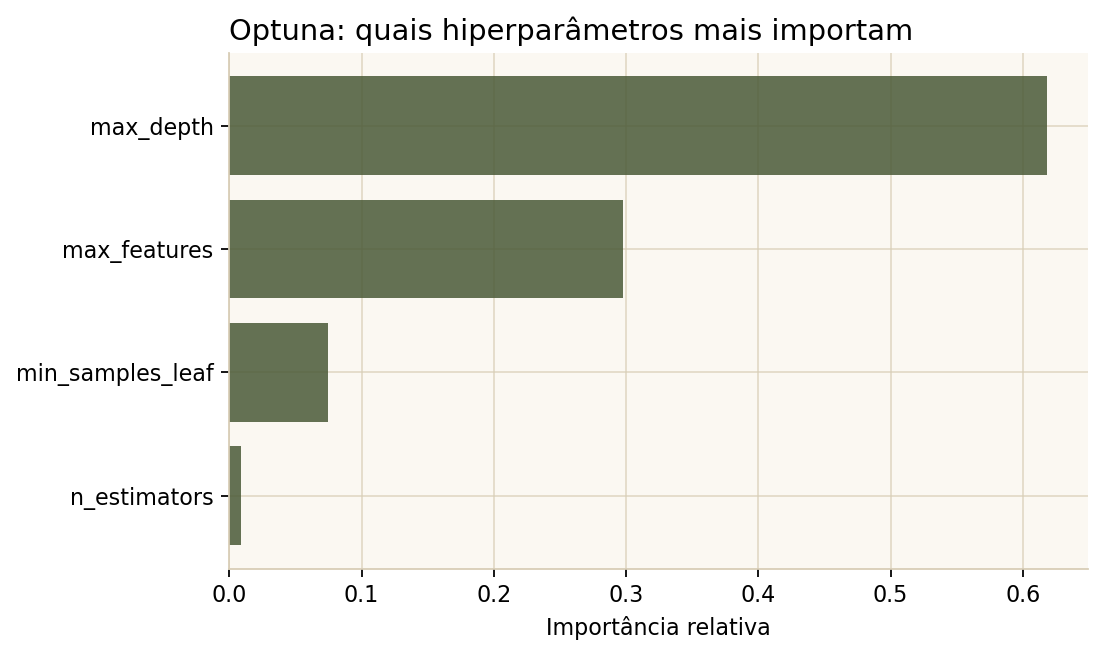 Optuna: quais hiperparâmetros mais importam
max_depth
max_features
min_samples_leaf
n_estimators
0.0 0.1 0.2 0.3 0.4 0.5 0.6
Importância relativa